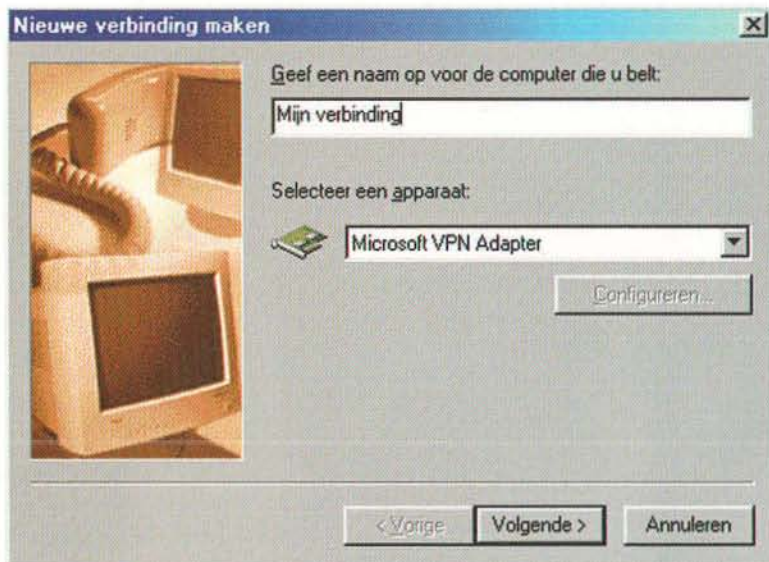 Nieuwe verbinding maken
Geef een naam op voor de computer die u belt:
Mijn verbinding
Selecteer een apparaat:
Microsoft VPN Adapter
Configureren...
< Vorige
Volgende >
Annuleren